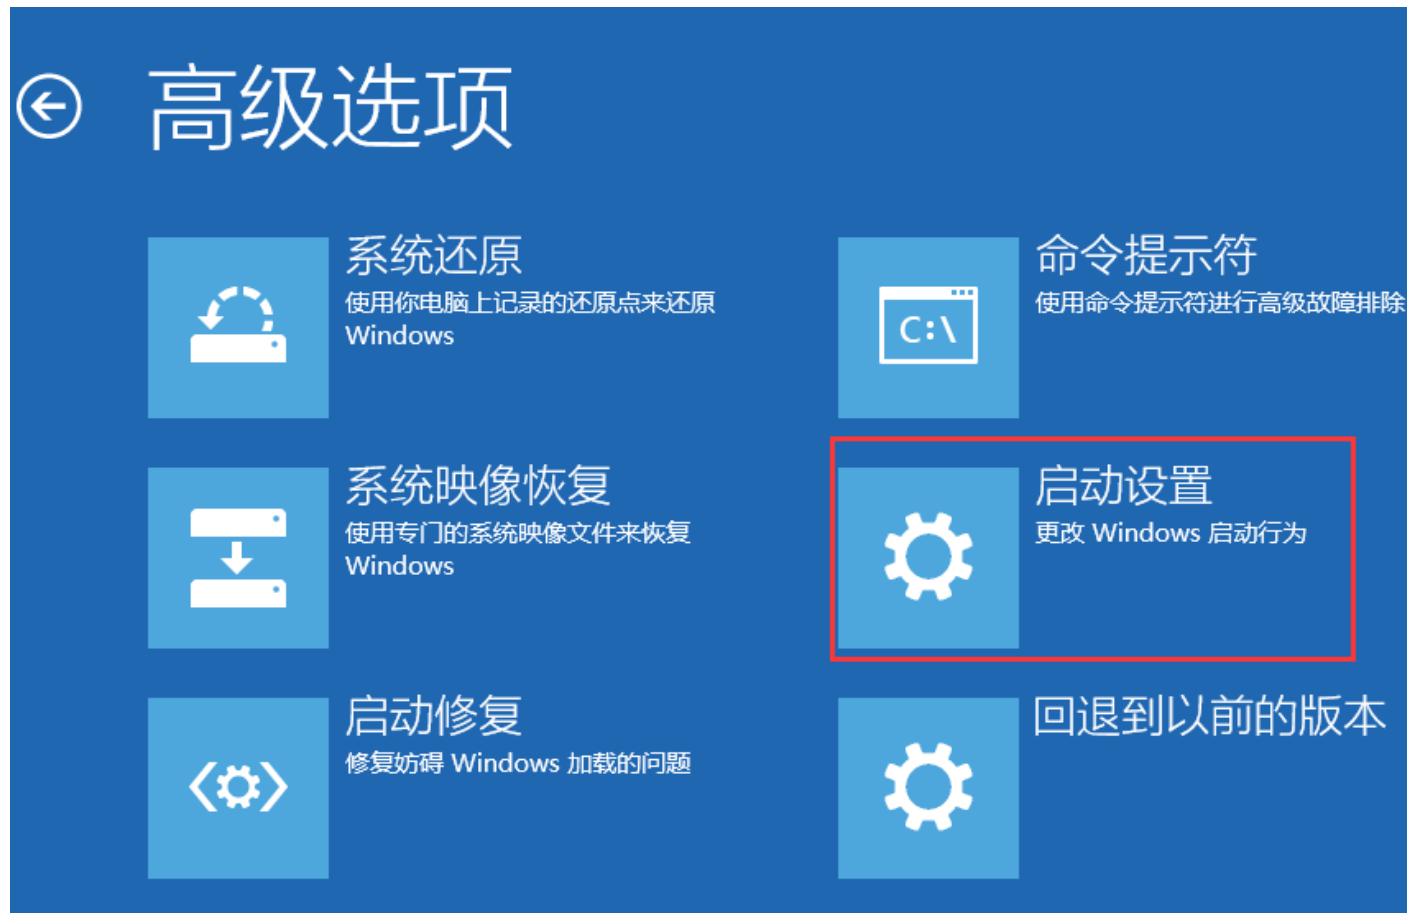 高级选项
系统还原
使用你电脑上记录的还原点来还原
Windows
命令提示符
使用命令提示符进行高级故障排除
C:\
系统映像恢复
使用专门的系统映像文件来恢复
Windows
启动设置
更改 Windows 启动行为
启动修复
修复妨碍 Windows 加载的问题
回退到以前的版本